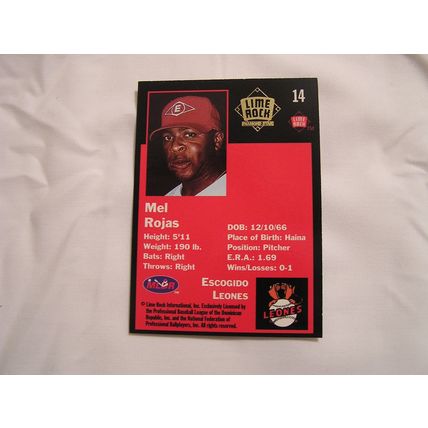 14
LIME
ROCK
LIME
ROCK
E
Mel
Rojas
Height: 5'11
Weight: 190 lb.
Bats: Right
Throws: Right
DOB: 12/10/66
Place of Birth: Haina
Position: Pitcher
E.R.A.: 1.69
Wins/Losses: 0-1
ESCOGIDO
LEONES
LEONES
© Lime Rock International, Inc. Exclusively Licensed by
the Professional Baseball League of the Dominican
Republic, Inc. and the National Federation of
Professional Ballplayers, Inc. All rights reserved.